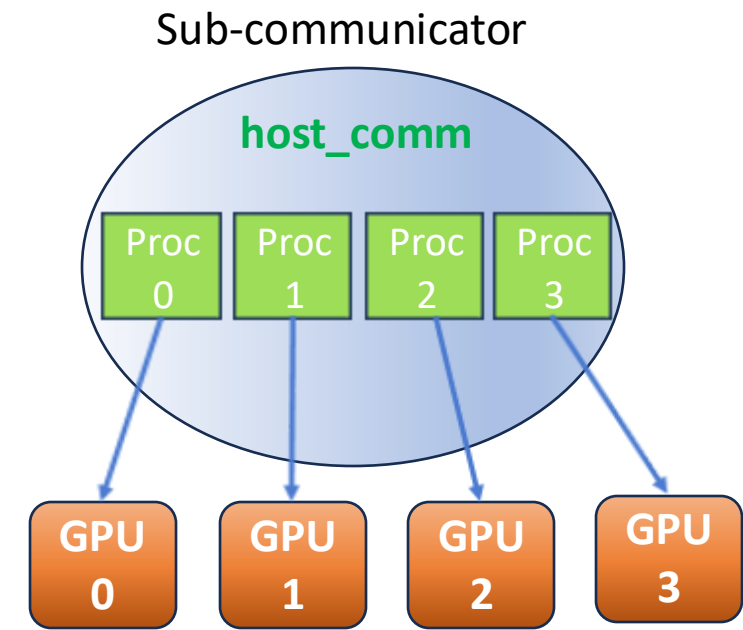 Sub-communicator
host_comm
Proc Proc Proc Proc
0 1 2 3
GPU GPU GPU GPU
0 1 2 3